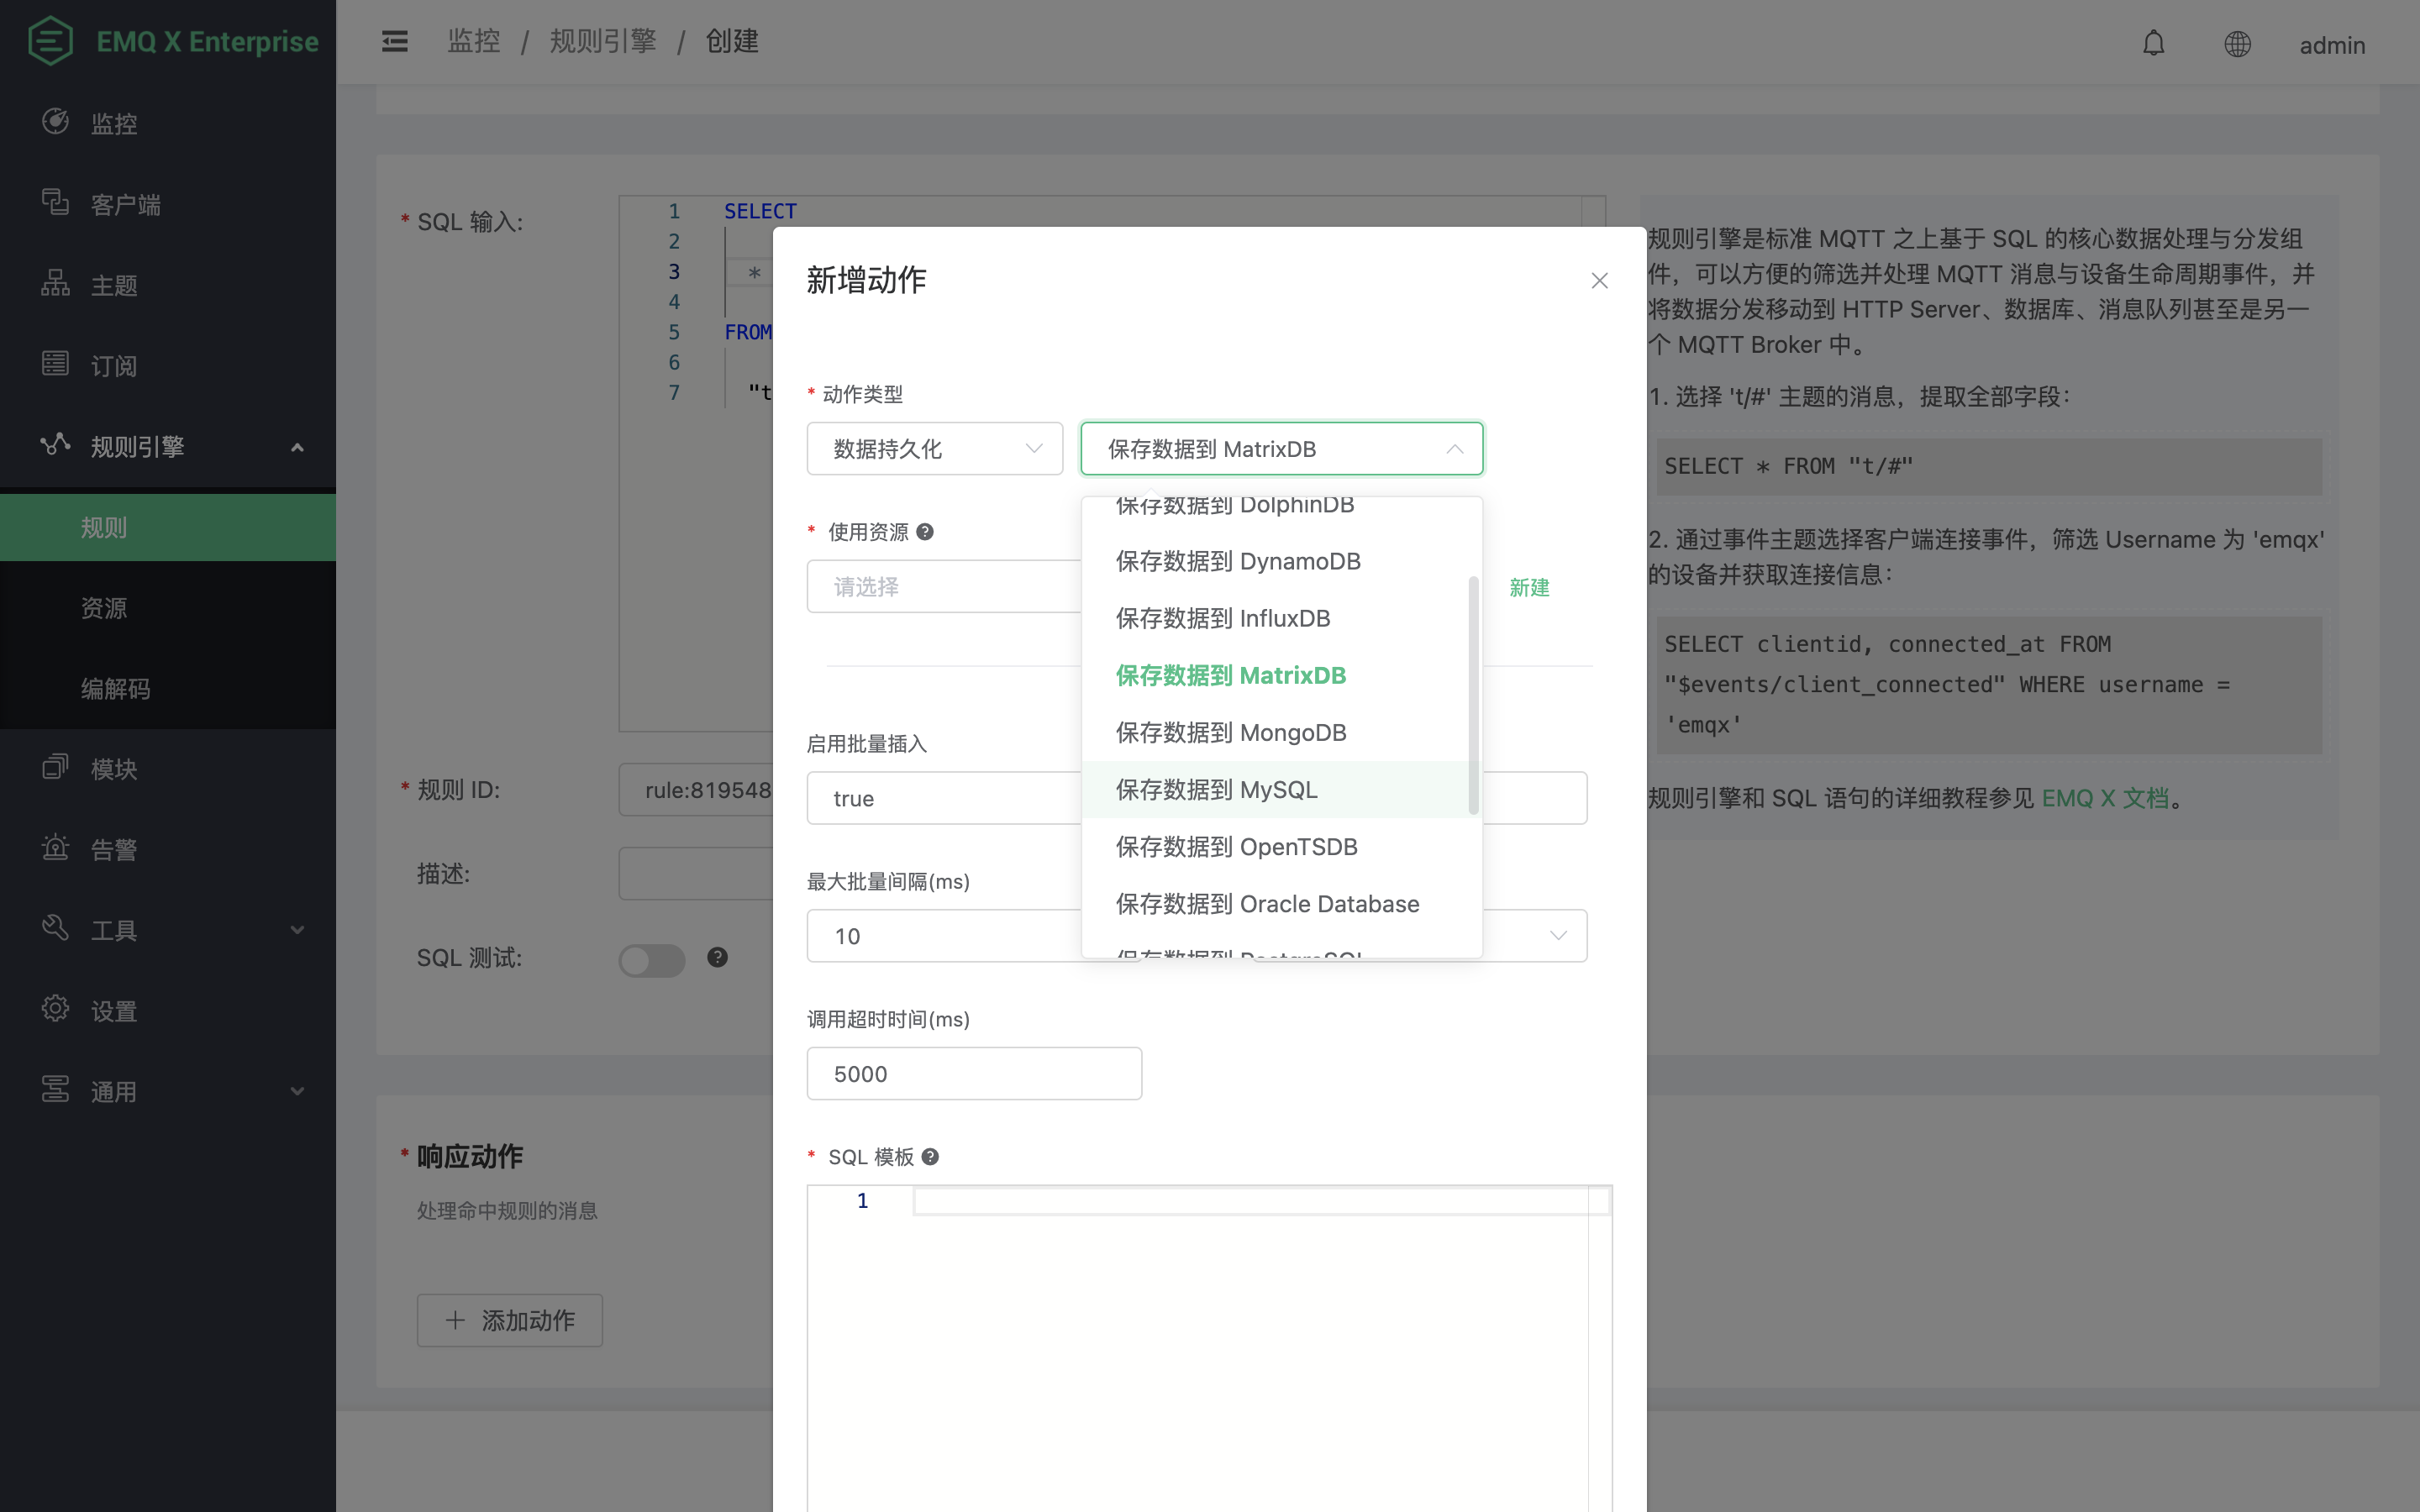 EMQ X Enterprise
监控 / 规则引擎 / 创建
admin
监控
客户端
主题
订阅
规则引擎
规则
资源
编解码
模块
告警
工具
设置
通用
* SQL 输入:
1 SELECT
2
3 *
4
5 FROM
6
7 "t
* 规则 ID:
rule:819548
描述:
SQL 测试:
* 响应动作
处理命中规则的消息
添加动作
新增动作
* 动作类型
数据持久化
保存数据到 MatrixDB
* 使用资源
请选择
新建
保存数据到 DolphinDB
保存数据到 DynamoDB
保存数据到 InfluxDB
保存数据到 MatrixDB
保存数据到 MongoDB
保存数据到 MySQL
保存数据到 OpenTSDB
保存数据到 Oracle Database
保存数据到 PostgreSQL
启用批量插入
true
最大批量间隔(ms)
10
调用超时时间(ms)
5000
* SQL 模板
1
规则引擎是标准 MQTT 之上基于 SQL 的核心数据处理与分发组
件，可以方便的筛选并处理 MQTT 消息与设备生命周期事件，并
将数据分发移动到 HTTP Server、数据库、消息队列甚至是另一
个 MQTT Broker 中。
1. 选择 't/#' 主题的消息，提取全部字段：
SELECT * FROM "t/#"
2. 通过事件主题选择客户端连接事件，筛选 Username 为 'emqx'
的设备并获取连接信息：
SELECT clientid, connected_at FROM
"$events/client_connected" WHERE username =
'emqx'
规则引擎和 SQL 语句的详细教程参见 EMQ X 文档。